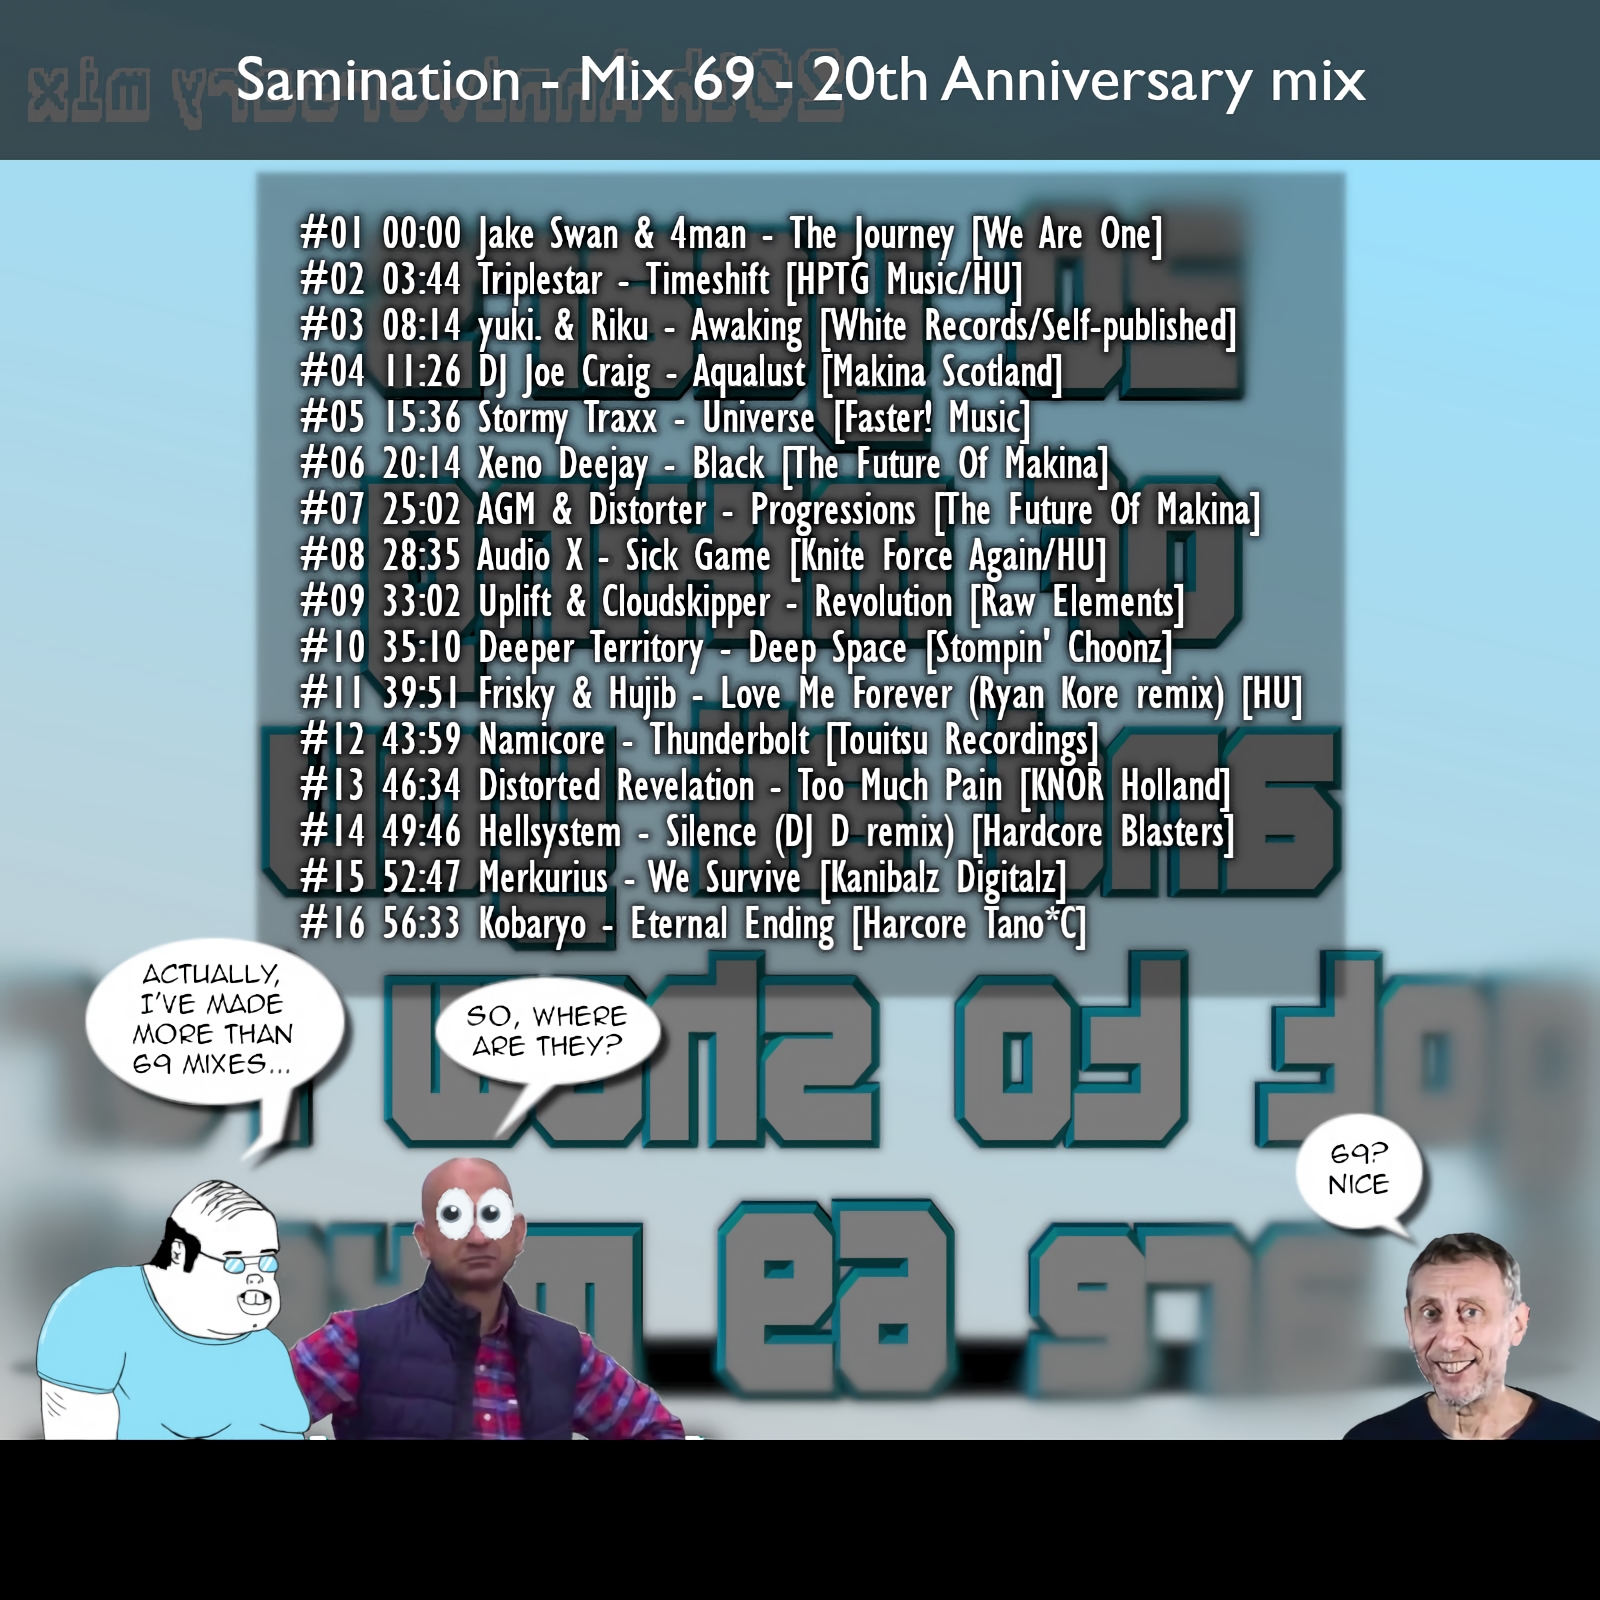 Samination - Mix 69 - 20th Anniversary mix
20th Anniversary mix
#01 00:00 Jake Swan & 4man - The Journey [We Are One]
#02 03:44 Triplestar - Timeshift [HPTG Music/HU]
#03 08:14 yuki. & Riku - Awaking [White Records/Self-published]
#04 11:26 DJ Joe Craig - Aqualust [Makina Scotland]
#05 15:36 Stormy Traxx - Universe [Faster! Music]
#06 20:14 Xeno Deejay - Black [The Future Of Makina]
#07 25:02 AGM & Distorter - Progressions [The Future Of Makina]
#08 28:35 Audio X - Sick Game [Knite Force Again/HU]
#09 33:02 Uplift & Cloudskipper - Revolution [Raw Elements]
#10 35:10 Deeper Territory - Deep Space [Stompin' Choonz]
#11 39:51 Frisky & Hujib - Love Me Forever (Ryan Kore remix) [HU]
#12 43:59 Namicore - Thunderbolt [Touitsu Recordings]
#13 46:34 Distorted Revelation - Too Much Pain [KNOR Holland]
#14 49:46 Hellsystem - Silence (DJ D remix) [Hardcore Blasters]
#15 52:47 Merkurius - We Survive [Kanibalz Digitalz]
#16 56:33 Kobaryo - Eternal Ending [Harcore Tano*C]
ACTUALLY,
I'VE MADE
MORE THAN
69 MIXES...
SO, WHERE
ARE THEY?
69?
NICE